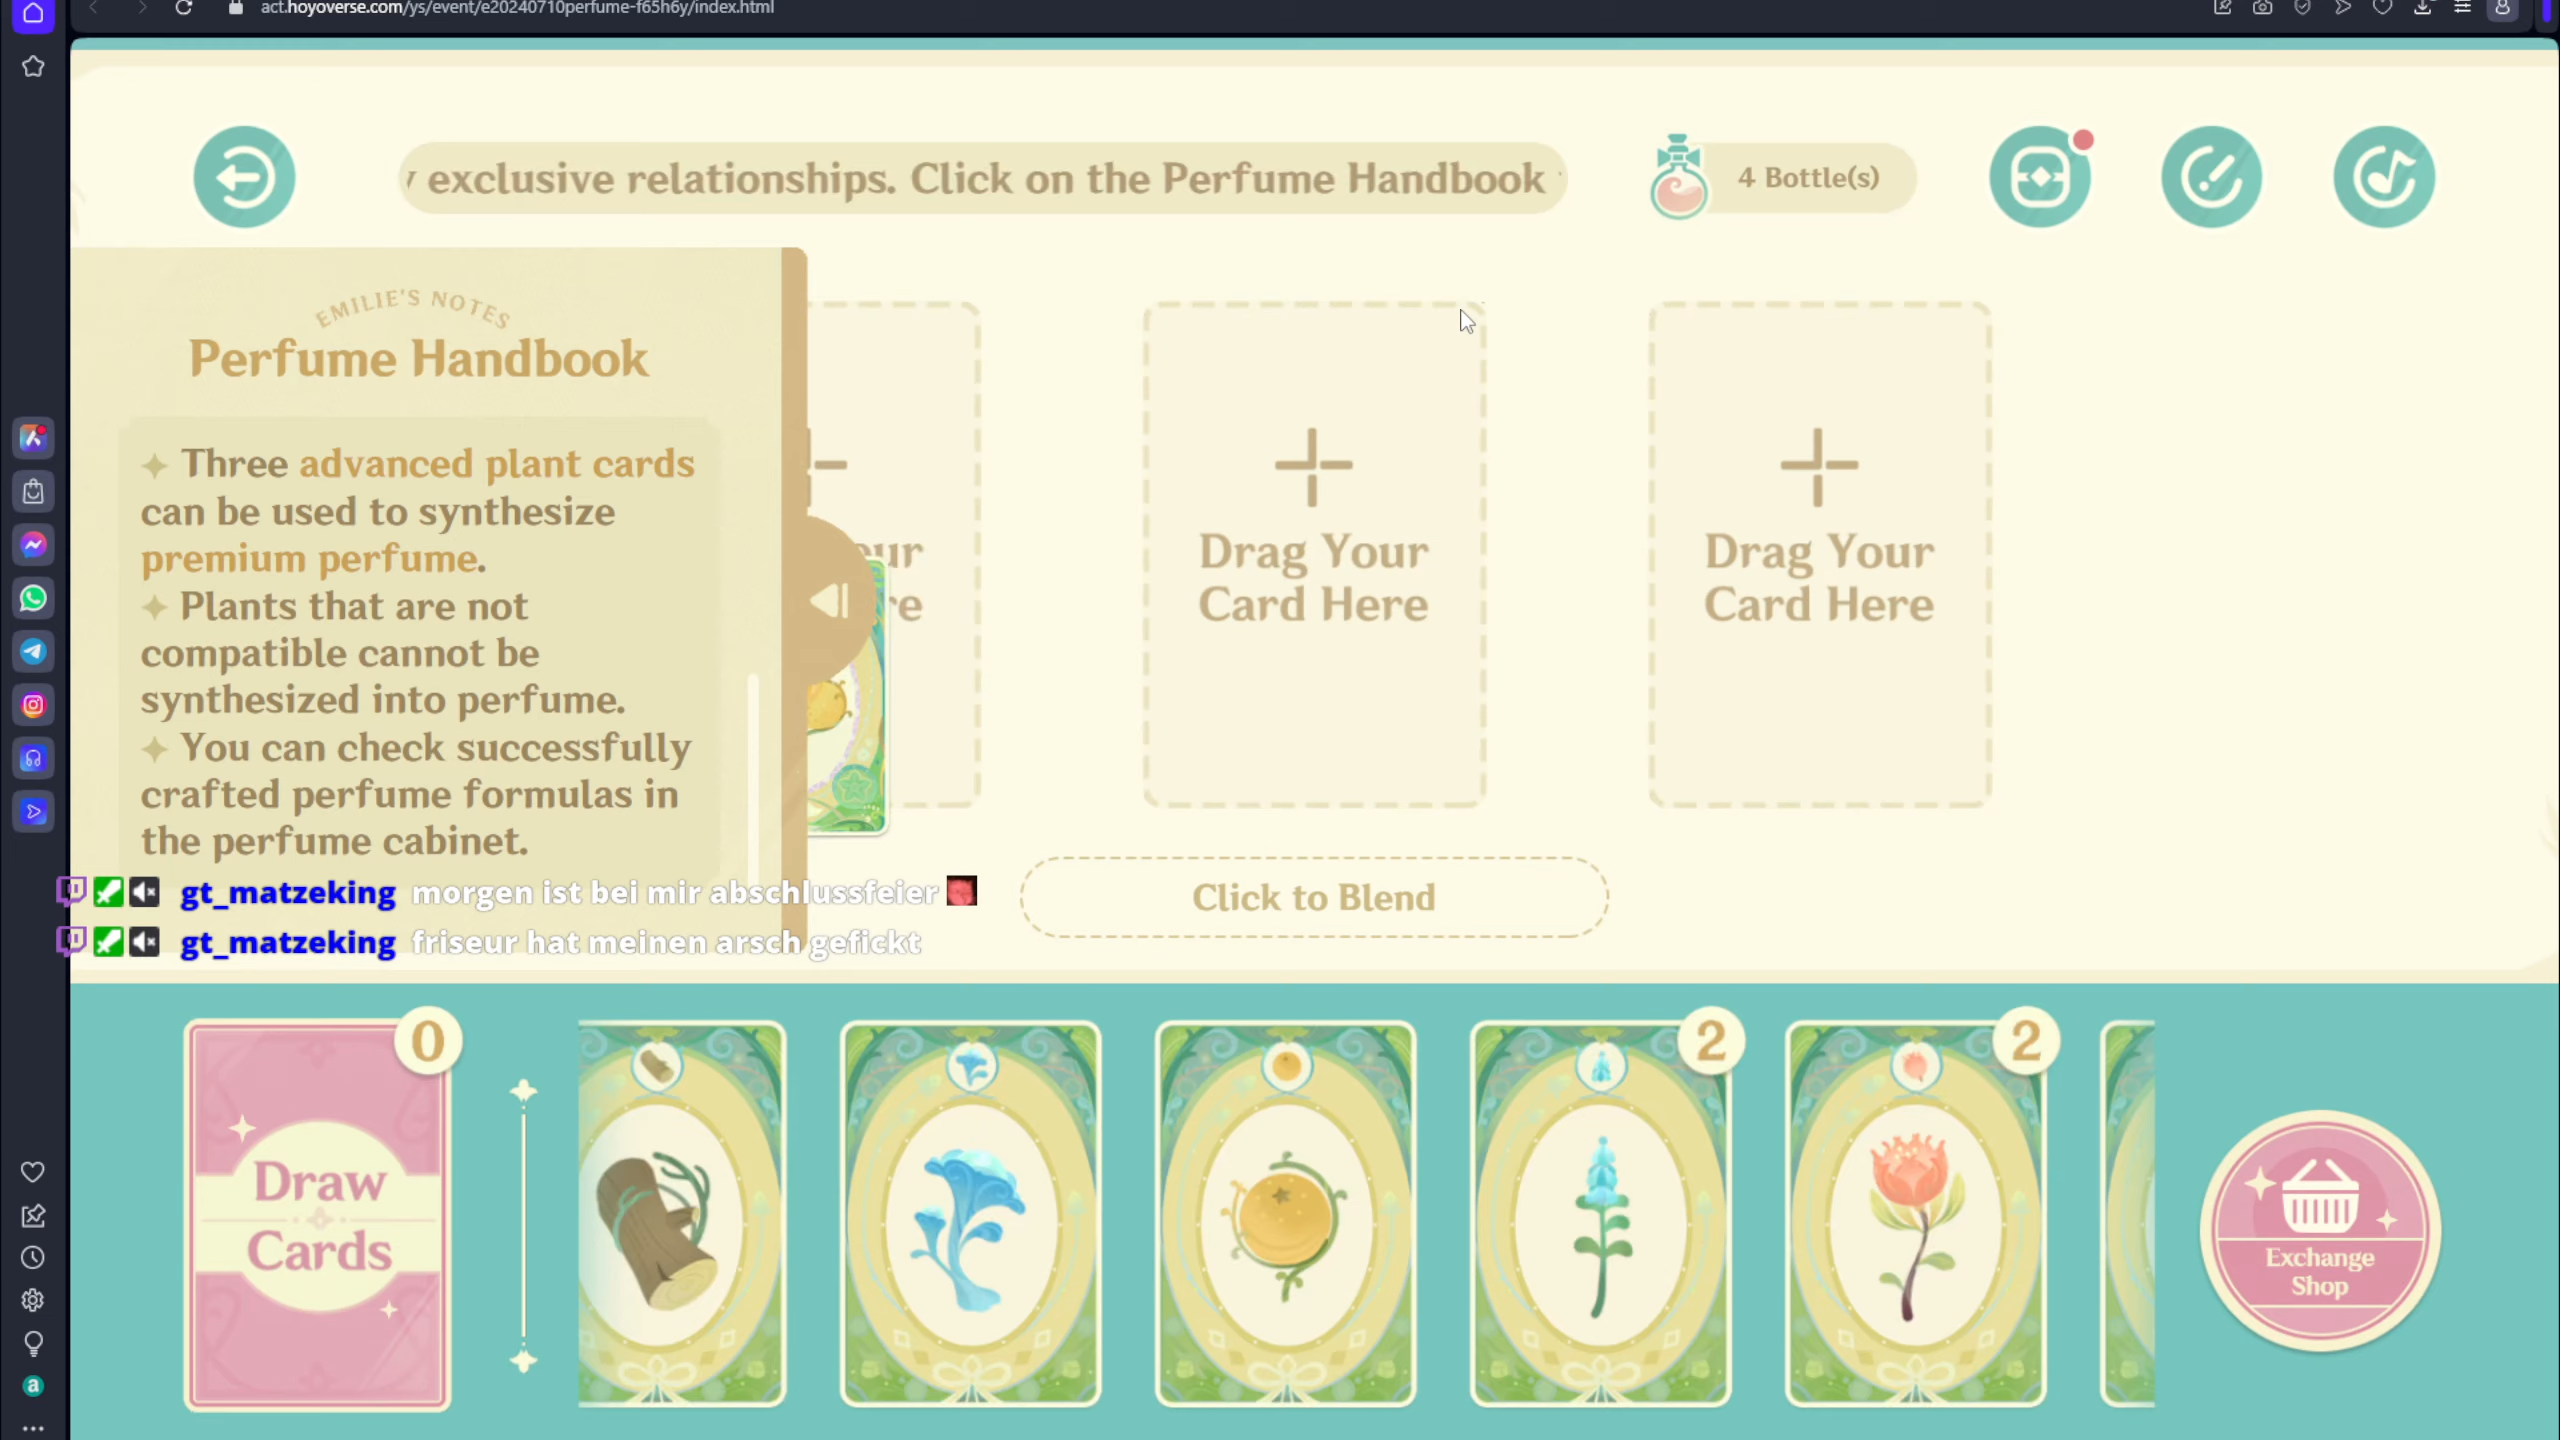 act.hoyoverse.com/ys/event/e20240710perfume-f65h6y/index.html
exclusive relationships. Click on the Perfume Handbook
4 Bottle(s)
EMILIE'S NOTES
Perfume Handbook
Three advanced plant cards
can be used to synthesize
premium perfume.
Plants that are not
compatible cannot be
synthesized into perfume.
You can check successfully
crafted perfume formulas in
the perfume cabinet.
Drag Your
Card Here
Drag Your
Card Here
Click to Blend
gt_matzeking morgen ist bei mir abschlussfeier
gt_matzeking friseur hat meinen arsch gefickt
0
Draw
Cards
2
2
Exchange
Shop
a